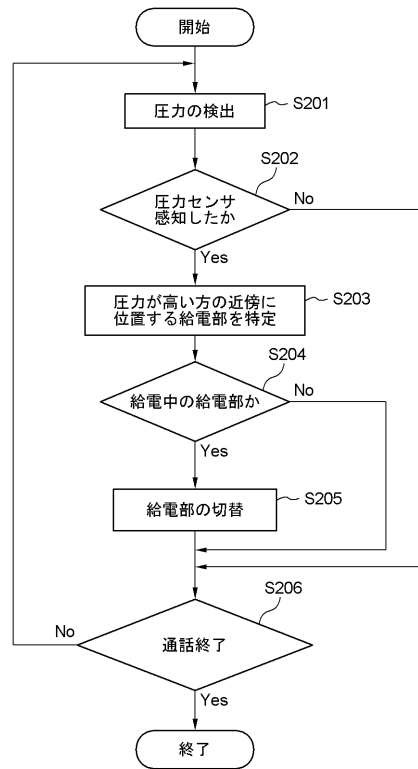 開始
圧力の検出
S201
S202
圧力センサ
感知したか
No
Yes
圧力が高い方の近傍に
位置する給電部を特定
S203
S204
給電中の給電部か
No
Yes
給電部の切替
S205
S206
通話終了
No
Yes
終了